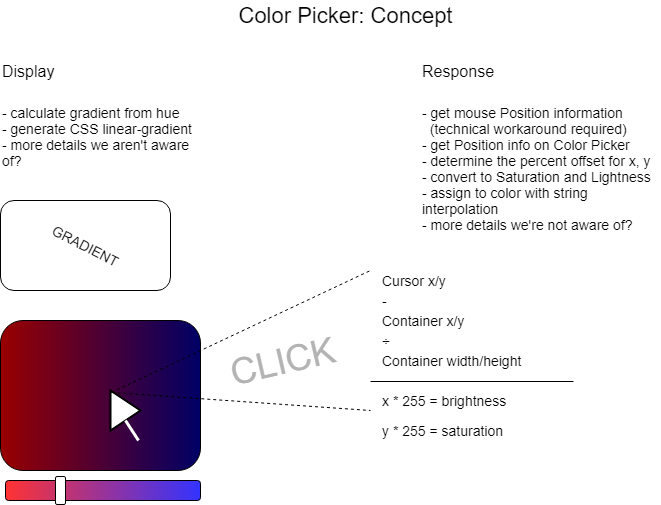 Color Picker: Concept
Display
- calculate gradient from hue
- generate CSS linear-gradient
- more details we aren't aware
of?
GRADIENT
Response
- get mouse Position information
(technical workaround required)
- get Position info on Color Picker
- determine the percent offset for x, y
- convert to Saturation and Lightness
- assign to color with string
interpolation
- more details we're not aware of?
CLICK
Cursor x/y
-
Container x/y
÷
Container width/height
x * 255 = brightness
y * 255 = saturation